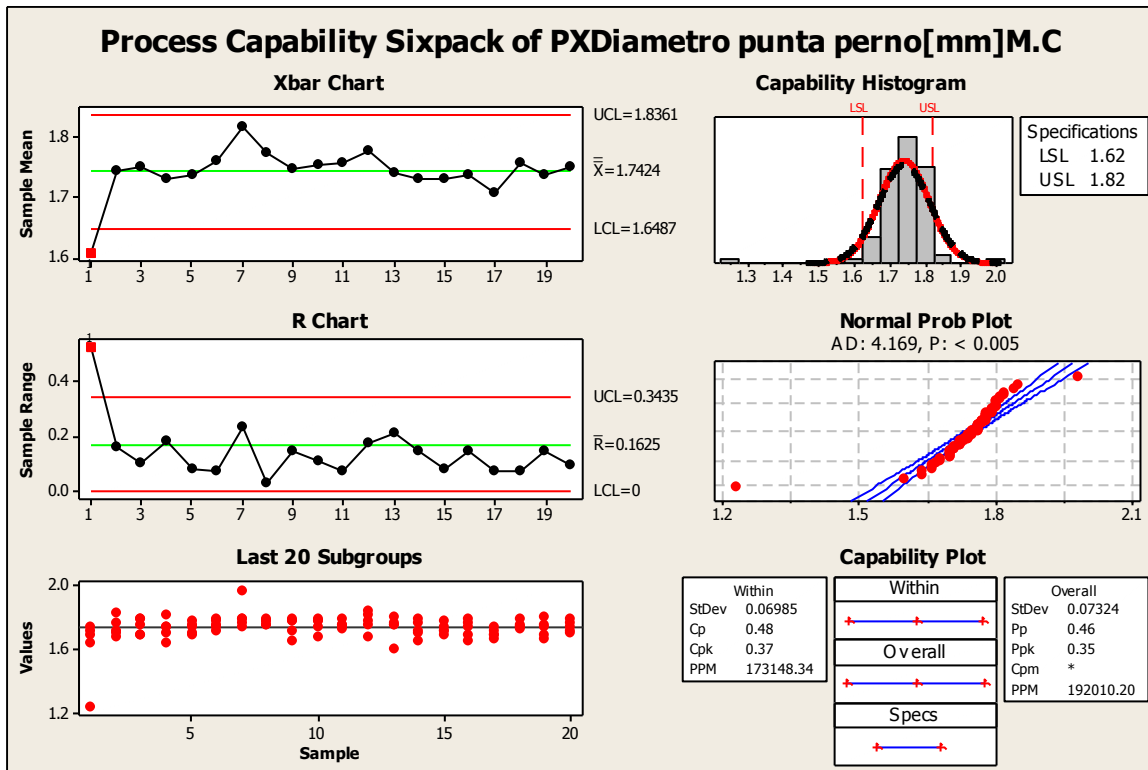 Process Capability Sixpack of PXDiametro punta perno[mm]M.C
Xbar Chart
Sample Mean
1.8
1.7
1.6
1 3 5 7 9 11 13 15 17 19
UCL=1.8361
X=1.7424
LCL=1.6487
Capability Histogram
LSL USL
1.3 1.4 1.5 1.6 1.7 1.8 1.9 2.0
Specifications
LSL 1.62
USL 1.82
R Chart
Sample Range
1
0.4
0.2
0.0
1 3 5 7 9 11 13 15 17 19
UCL=0.3435
R=0.1625
LCL=0
Normal Prob Plot
AD: 4.169, P: < 0.005
1.2 1.5 1.8 2.1
Last 20 Subgroups
Values
2.0
1.6
1.2
5 10 15 20
Sample
Capability Plot
Within
StDev 0.06985
Cp 0.48
Cpk 0.37
PPM 173148.34
Within
Overall
Specs
Overall
StDev 0.07324
Pp 0.46
Ppk 0.35
Cpm *
PPM 192010.20